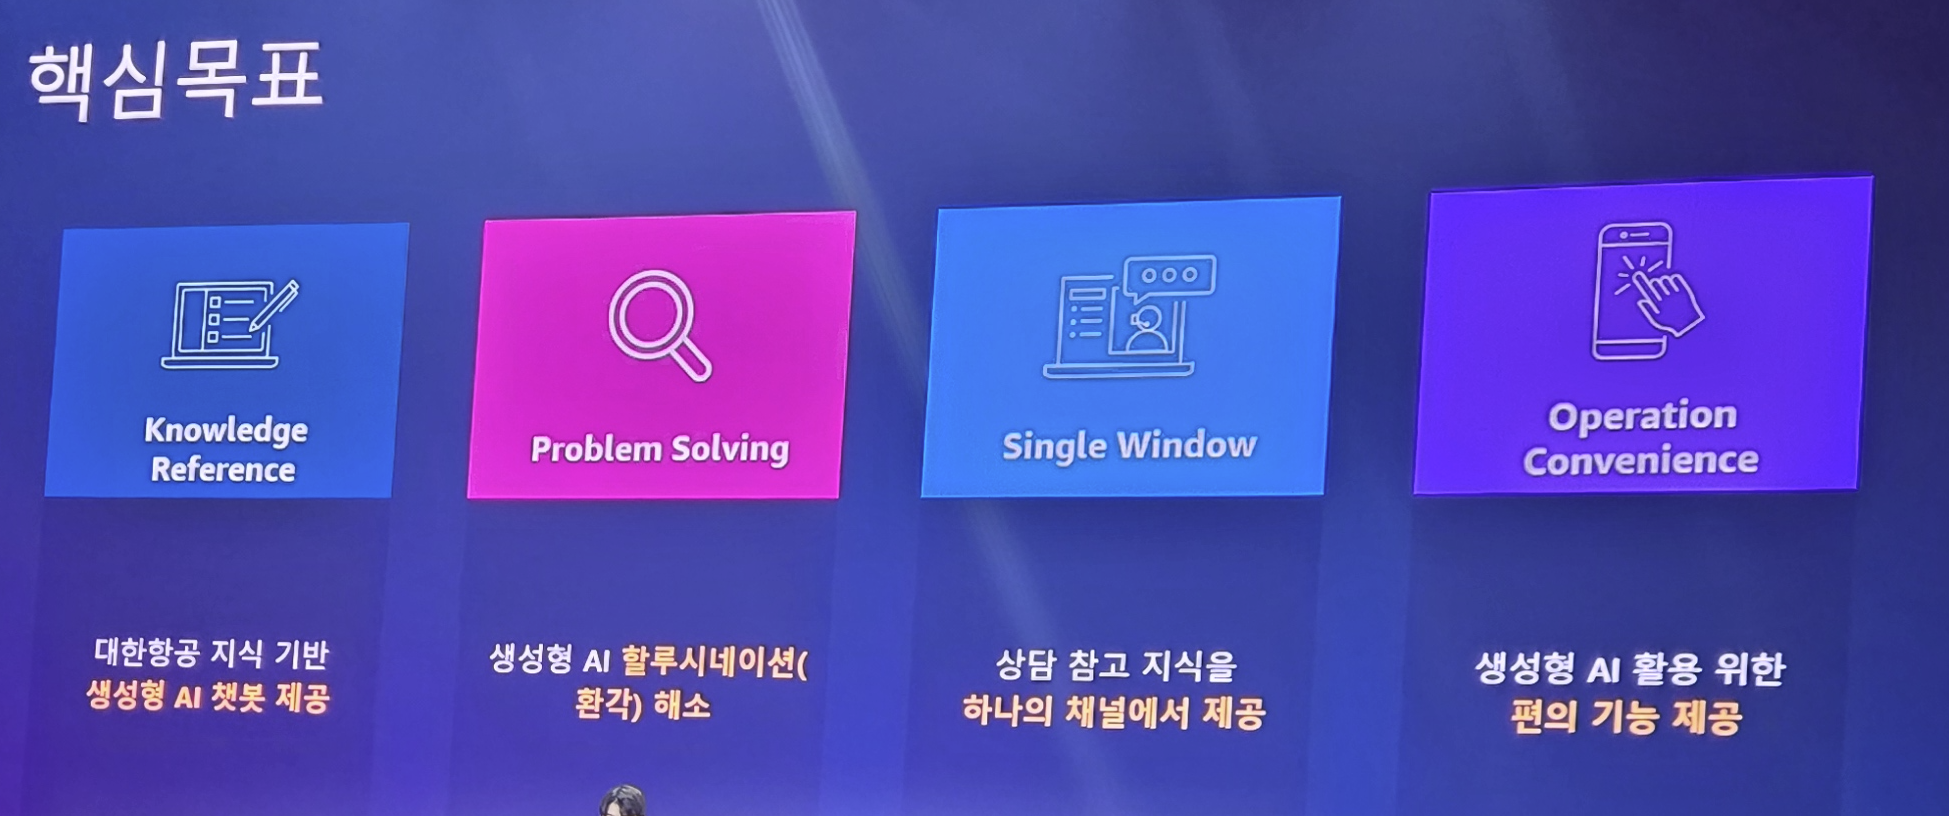 핵심목표
Knowledge
Reference
대한항공 지식 기반
생성형 AI 챗봇 제공
Problem Solving
생성형 AI 할루시네이션(
환각) 해소
Single Window
상담 참고 지식을
하나의 채널에서 제공
Operation
Convenience
생성형 AI 활용 위한
편의 기능 제공